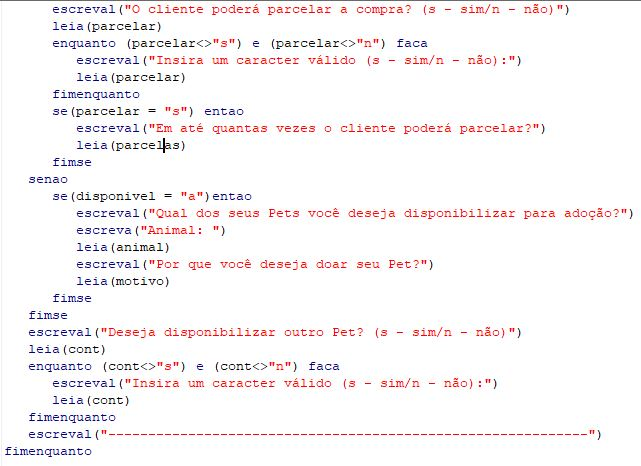 escreval("O cliente poderá parcelar a compra? (s - sim/n - não)")
leia(parcelar)
enquanto (parcelar<>"s") e (parcelar<>"n") faca
escreval("Insira um caracter válido (s - sim/n - não):")
leia(parcelar)
fimenquanto
se(parcelar = "s") entao
escreval("Em até quantas vezes o cliente poderá parcelar?")
leia(parcelas)
fimse
senao
se(disponivel = "a")entao
escreval("Qual dos seus Pets você deseja disponibilizar para adoção?")
escreva("Animal: ")
leia(animal)
escreval("Por que você deseja doar seu Pet?")
leia(motivo)
fimse
fimse
escreval("Deseja disponibilizar outro Pet? (s - sim/n - não)")
leia(cont)
enquanto (cont<>"s") e (cont<>"n") faca
escreval("Insira um caracter válido (s - sim/n - não):")
leia(cont)
fimenquanto
escreval("------------------------------------------------------------")
fimenquanto